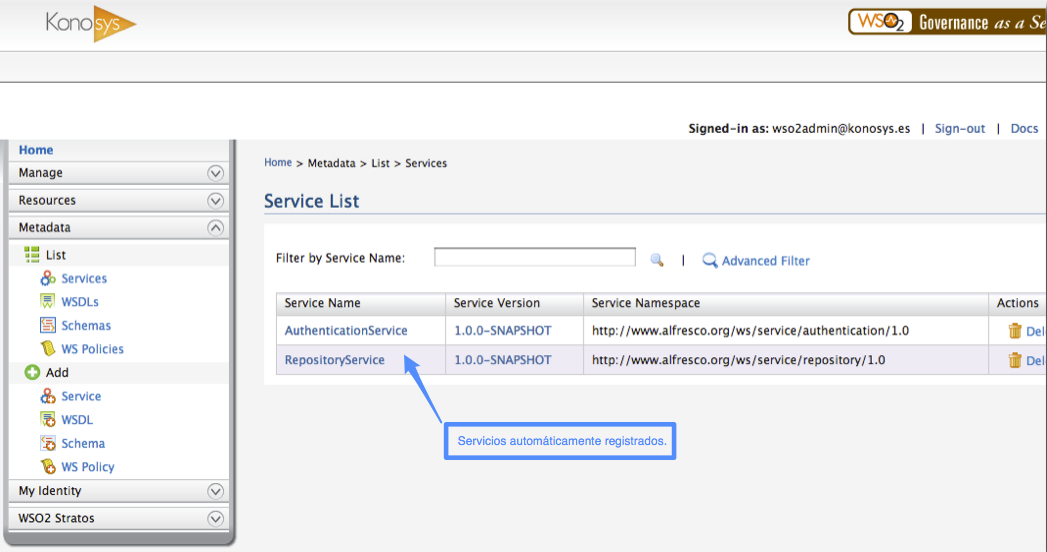 Konosys
WSO2 Governance as a Se
Signed-in as: wso2admin@konosys.es | Sign-out | Docs
Home
Manage
Resources
Metadata
List
Services
WSDLs
Schemas
WS Policies
Add
Service
WSDL
Schema
WS Policy
My Identity
WSO2 Stratos
Home > Metadata > List > Services
Service List
Filter by Service Name: | Advanced Filter
Service Name Service Version Service Namespace Actions
AuthenticationService 1.0.0-SNAPSHOT http://www.alfresco.org/ws/service/authentication/1.0 Del
RepositoryService 1.0.0-SNAPSHOT http://www.alfresco.org/ws/service/repository/1.0 Del
Servicios automáticamente registrados.